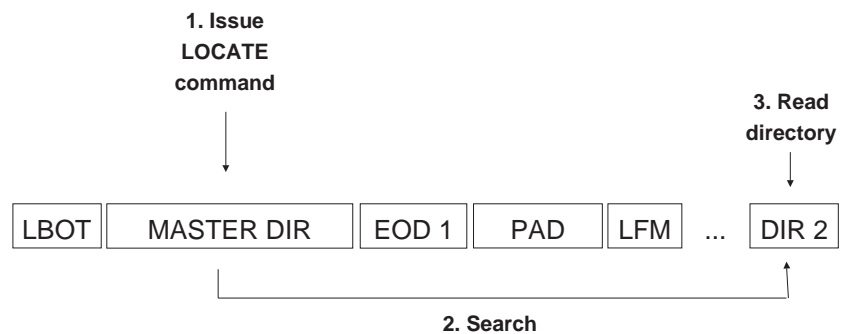 1. Issue
LOCATE
command
3. Read
directory
LBOT MASTER DIR EOD 1 PAD LFM ... DIR 2
2. Search